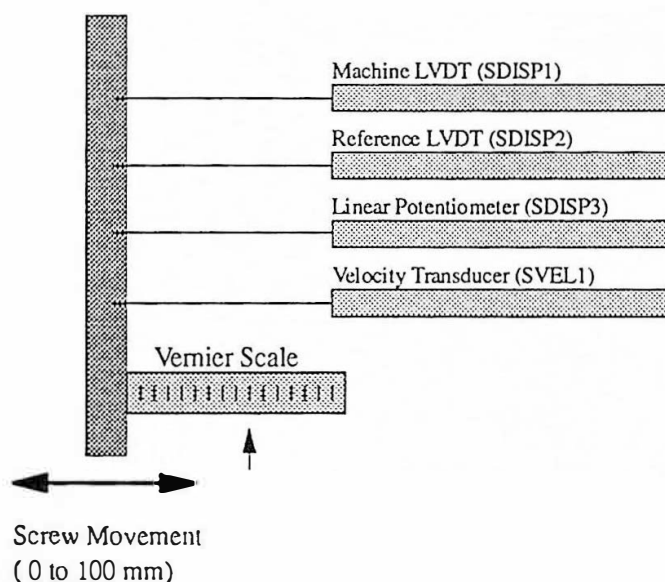 Machine LVDT (SDISP1)
Reference LVDT (SDISP2)
Linear Potentiometer (SDISP3)
Velocity Transducer (SVEL1)
Vernier Scale
Screw Movement
( 0 to 100 mm)